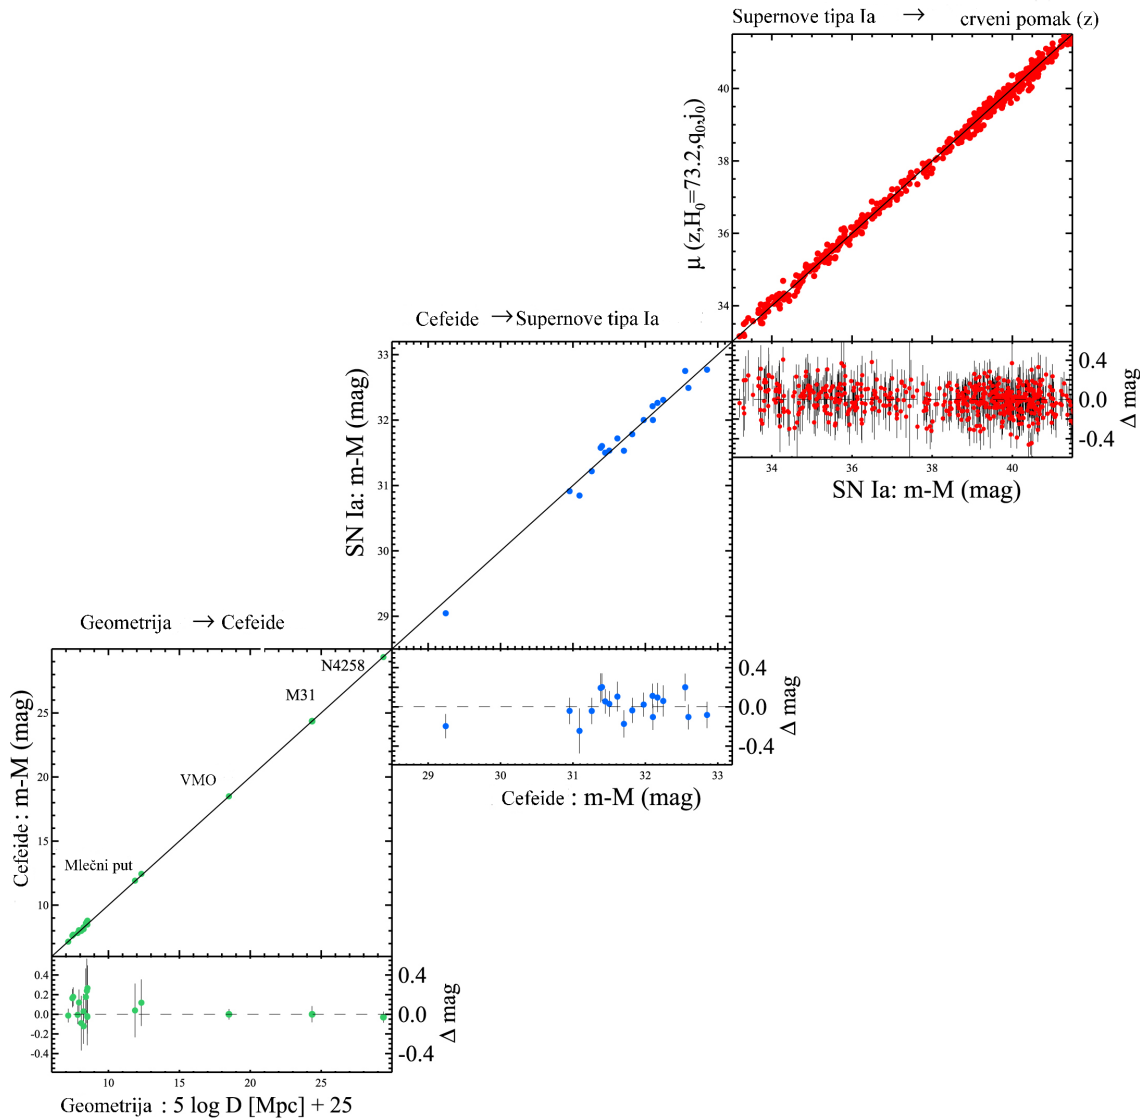 Supernove tipa Ia → crveni pomak (z)
μ (z,H₀=73.2,q₀,j₀)
40
38
36
34
0.4
0.0
-0.4
Δ mag
34 36 38 40
SN Ia: m-M (mag)
Cefeide → Supernove tipa Ia
SN Ia: m-M (mag)
33
32
31
30
29
0.4
0.0
-0.4
Δ mag
29 30 31 32 33
Cefeide : m-M (mag)
Geometrija → Cefeide
Cefeide : m-M (mag)
25
20
15
10
N4258
M31
VMO
Mlečni put
0.4
0.2
0.0
-0.2
-0.4
0.4
0.0
-0.4
Δ mag
10 15 20 25
Geometrija : 5 log D [Mpc] + 25